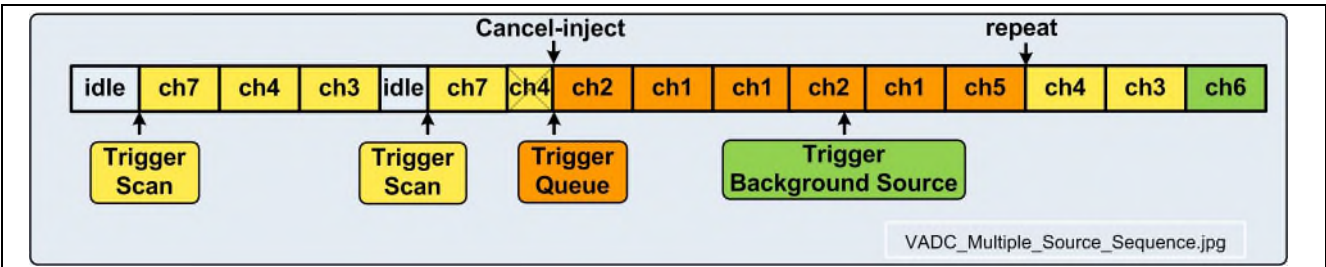 Cancel-inject
repeat
idle ch7 ch4 ch3 idle ch7 ch4 ch2 ch1 ch1 ch2 ch1 ch5 ch4 ch3 ch6
Trigger
Scan
Trigger
Scan
Trigger
Queue
Trigger
Background Source
VADC_Multiple_Source_Sequence.jpg